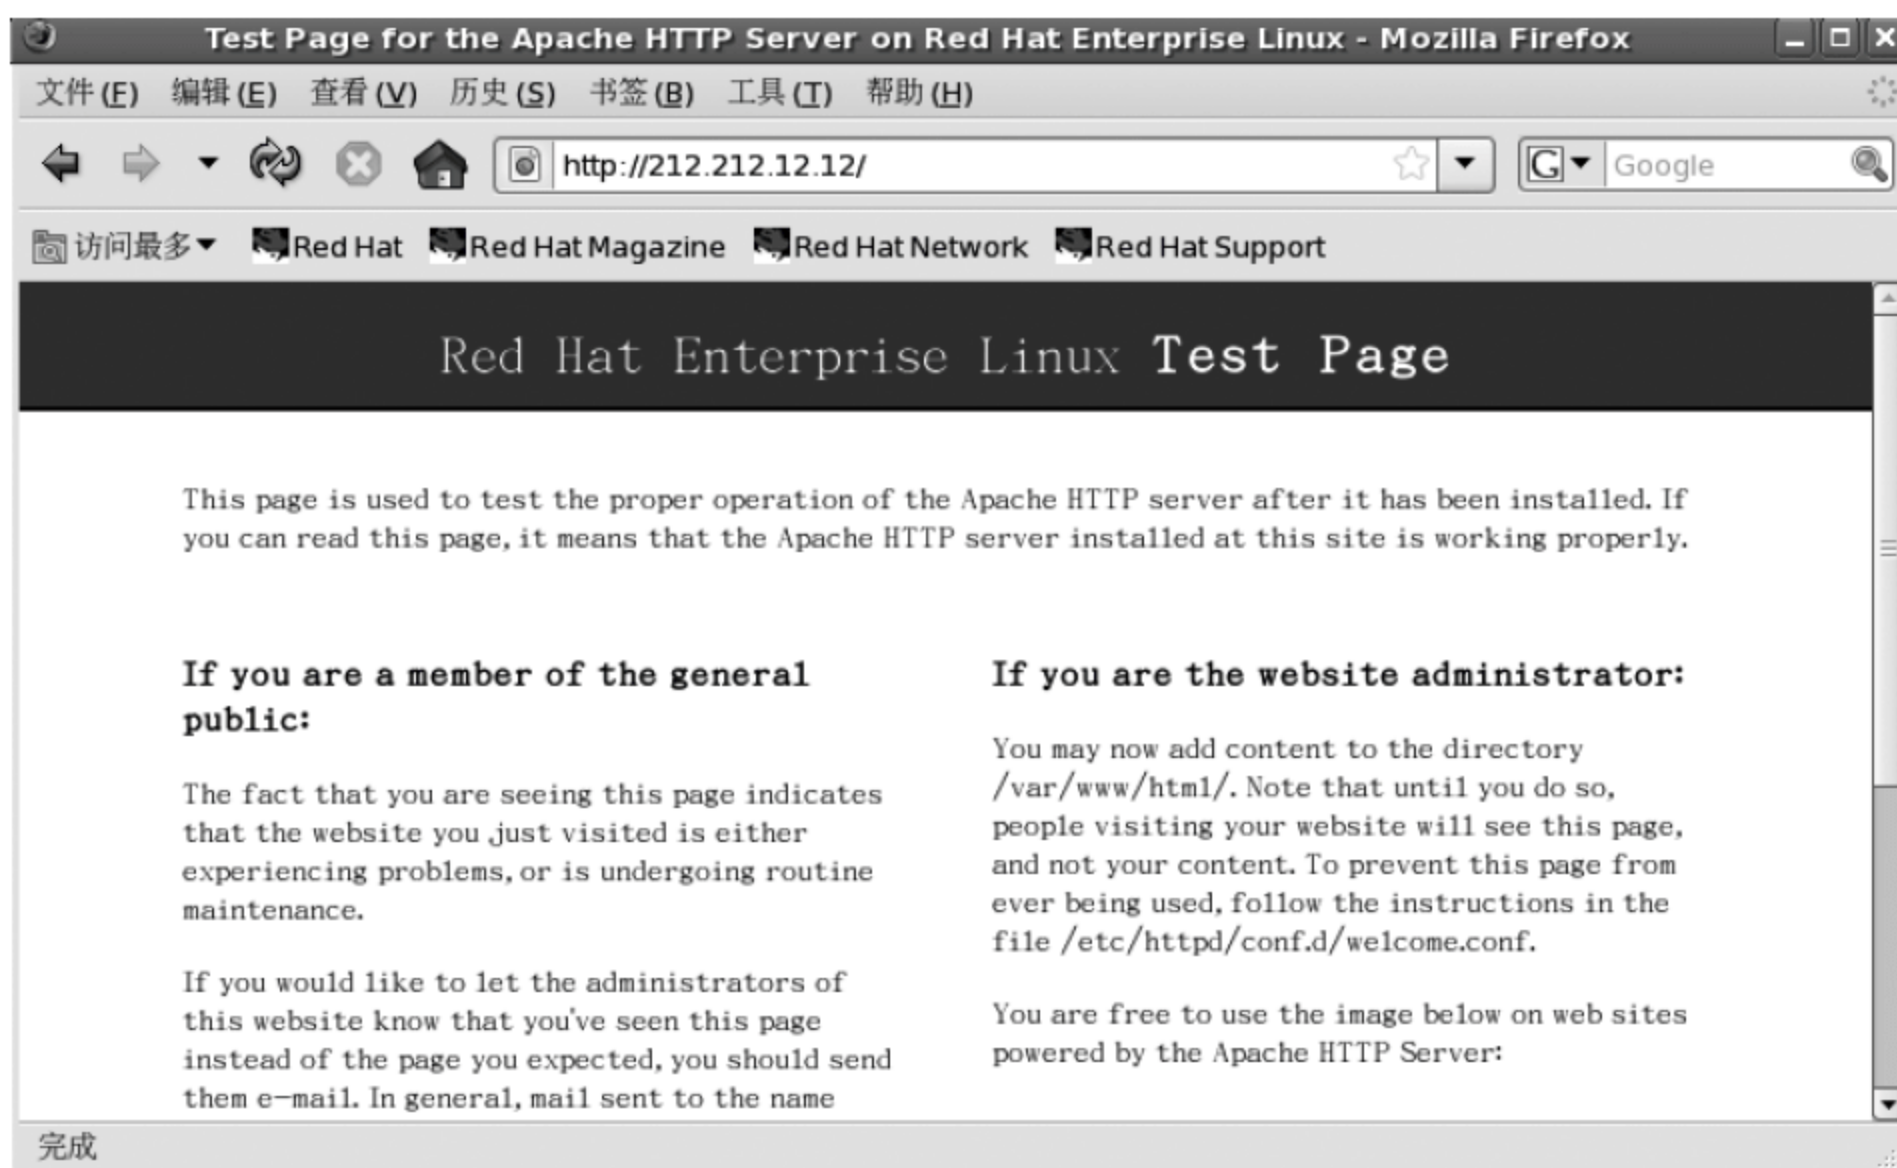 Test Page for the Apache HTTP Server on Red Hat Enterprise Linux - Mozilla Firefox
文件(F) 编辑(E) 查看(V) 历史(S) 书签(B) 工具(T) 帮助(H)
http://212.212.12.12/ G Google
访问最多 Red Hat Red Hat Magazine Red Hat Network Red Hat Support
Red Hat Enterprise Linux Test Page
This page is used to test the proper operation of the Apache HTTP server after it has been installed. If
you can read this page, it means that the Apache HTTP server installed at this site is working properly.
If you are a member of the general
public:
The fact that you are seeing this page indicates
that the website you just visited is either
experiencing problems, or is undergoing routine
maintenance.
If you would like to let the administrators of
this website know that you've seen this page
instead of the page you expected, you should send
them e-mail. In general, mail sent to the name
If you are the website administrator:
You may now add content to the directory
/var/www/html/. Note that until you do so,
people visiting your website will see this page,
and not your content. To prevent this page from
ever being used, follow the instructions in the
file /etc/httpd/conf.d/welcome.conf.
You are free to use the image below on web sites
powered by the Apache HTTP Server:
完成